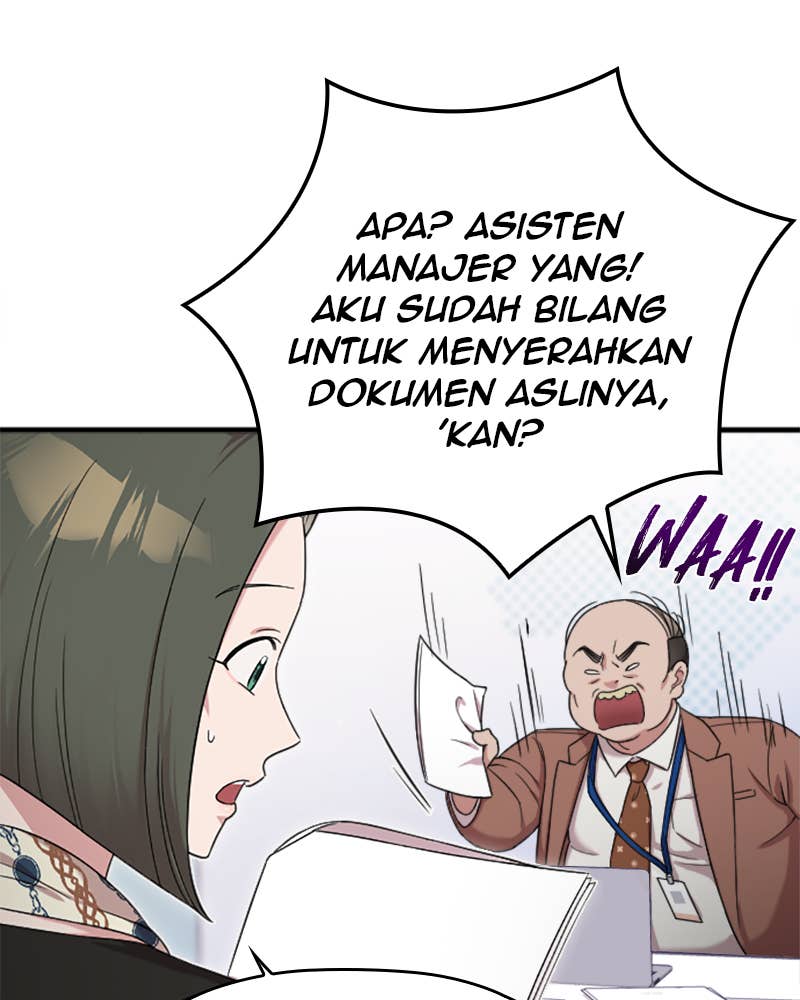 APA? ASISTEN
MANAJER YANG!
AKU SUDAH BILANG
UNTUK MENYERAHKAN
DOKUMEN ASLINYA,
'KAN?
WAA!!